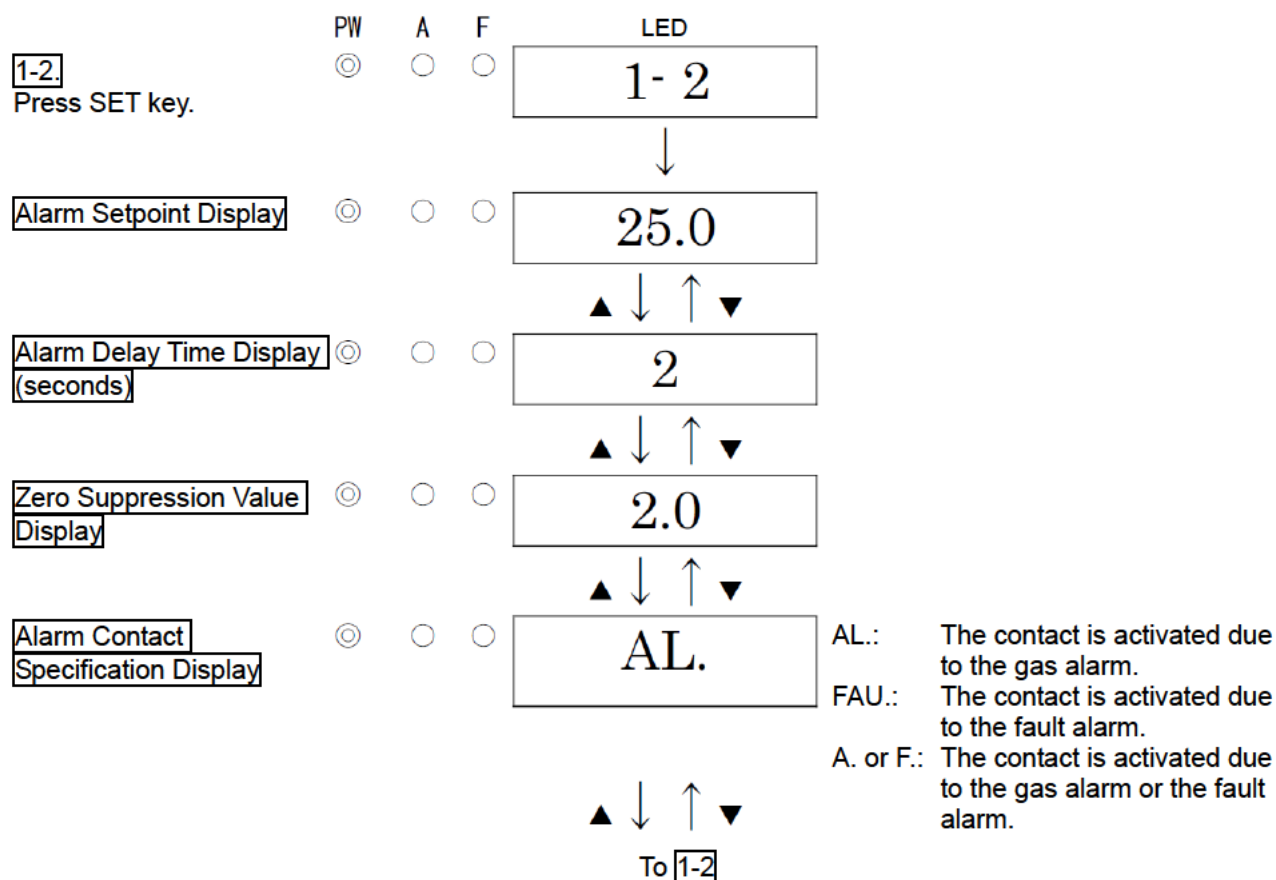 PW A F LED
1-2.
1- 2
Press SET key.
Alarm Setpoint Display
25.0
▲ ↓ ↑ ▼
Alarm Delay Time Display
(seconds)
2
▲ ↓ ↑ ▼
Zero Suppression Value
Display
2.0
▲ ↓ ↑ ▼
Alarm Contact
Specification Display
AL.
AL.: The contact is activated due
to the gas alarm.
FAU.: The contact is activated due
to the fault alarm.
A. or F.: The contact is activated due
to the gas alarm or the fault
alarm.
▲ ↓ ↑ ▼
To 1-2